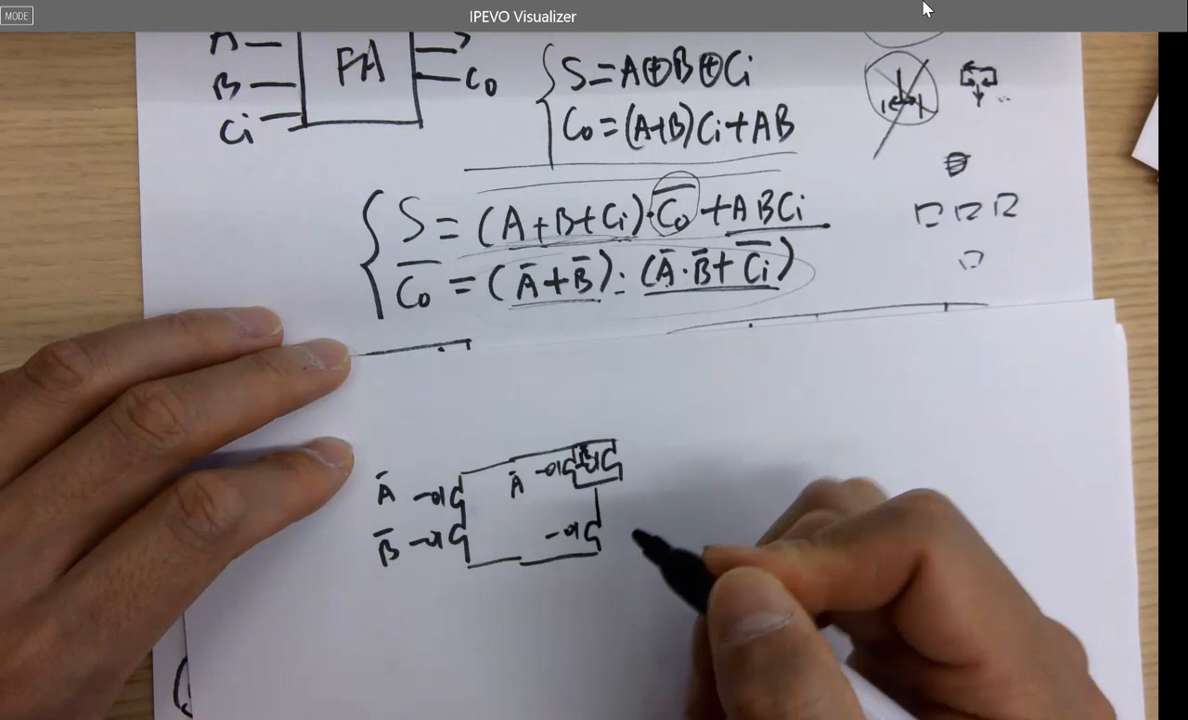 MODE
IPEVO Visualizer
A
B
Ci
FA
S
Co
S=A⊕B⊕Ci
Co=(A+B)Ci+AB
S=(A+B+Ci)·C̅o̅+ABCi
C̅o̅=(A̅+B̅)·(A̅·B̅+C̅i̅)
A̅
B̅
A̅